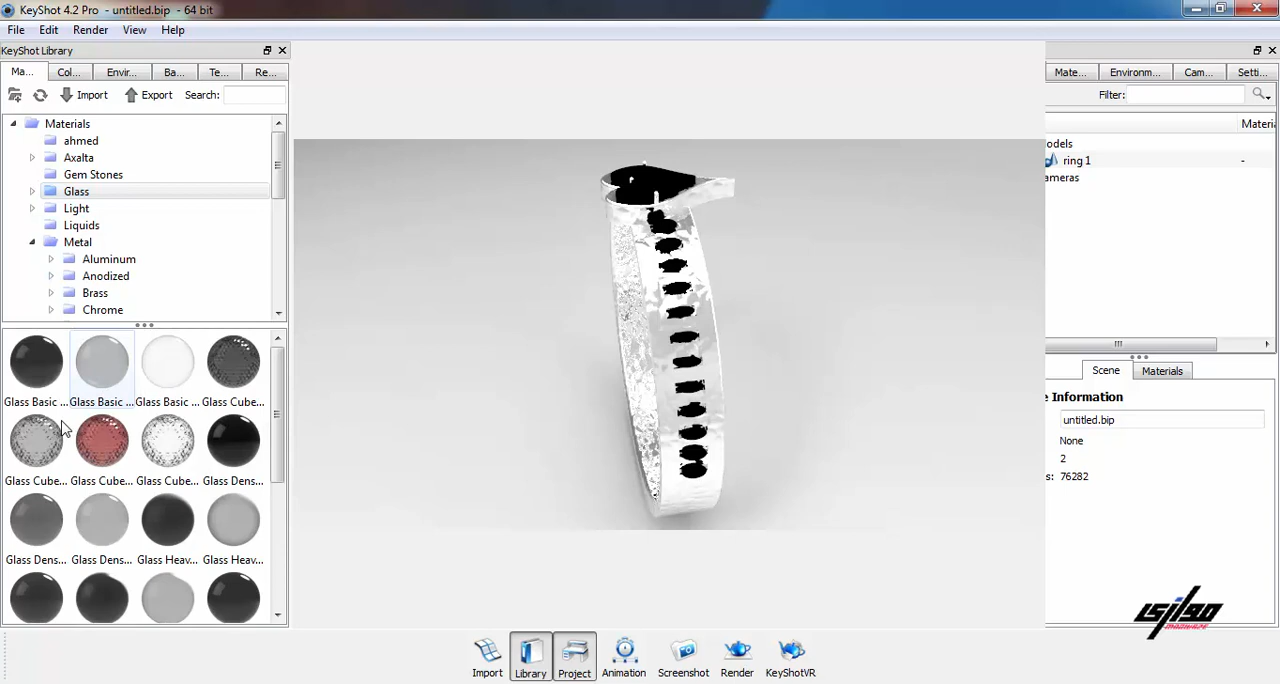 KeyShot 4.2 Pro - untitled.bip - 64 bit
File Edit Render View Help
KeyShot Library
Ma... Col... Envir... Ba... Te... Re...
Import Export Search:
Materials
ahmed
Axalta
Gem Stones
Glass
Light
Liquids
Metal
Aluminum
Anodized
Brass
Chrome
Glass Basic ... Glass Basic ... Glass Basic ... Glass Cube...
Glass Cube... Glass Cube... Glass Cube... Glass Dens...
Glass Dens... Glass Dens... Glass Heav... Glass Heav...
Mate... Environm... Cam... Setti...
Filter:
Materi
odels
ring 1 -
ameras
Scene Materials
e Information
untitled.bip
None
2
s: 76282
موازی
Import Library Project Animation Screenshot Render KeyShotVR